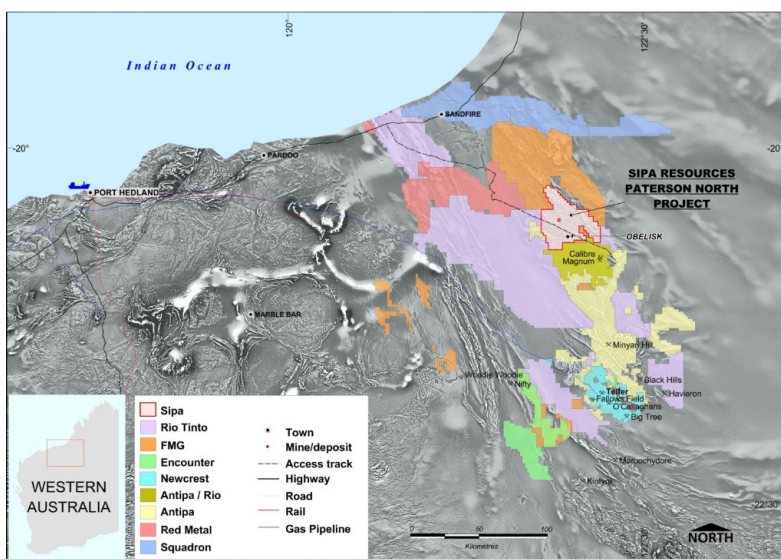 120°
122°30'
Indian Ocean
SANDFIRE
-20°
-20°
PARDOO
SIPA RESOURCES
PATERSON NORTH
PROJECT
PORT HEDLAND
OBELISK
Calibre
Magnum
MARBLE BAR
Minyari Hill
Woodie Woodie
Nifty
Telfer
Black Hills
Fallows Field
Havieron
O'Callaghans
Big Tree
Maroochydore
Kintyre
-22°30'
WESTERN
AUSTRALIA
Sipa
Rio Tinto
FMG
Encounter
Newcrest
Antipa / Rio
Antipa
Red Metal
Squadron
Town
Mine/deposit
Access track
Highway
Road
Rail
Gas Pipeline
0 50 100
Kilometres
NORTH